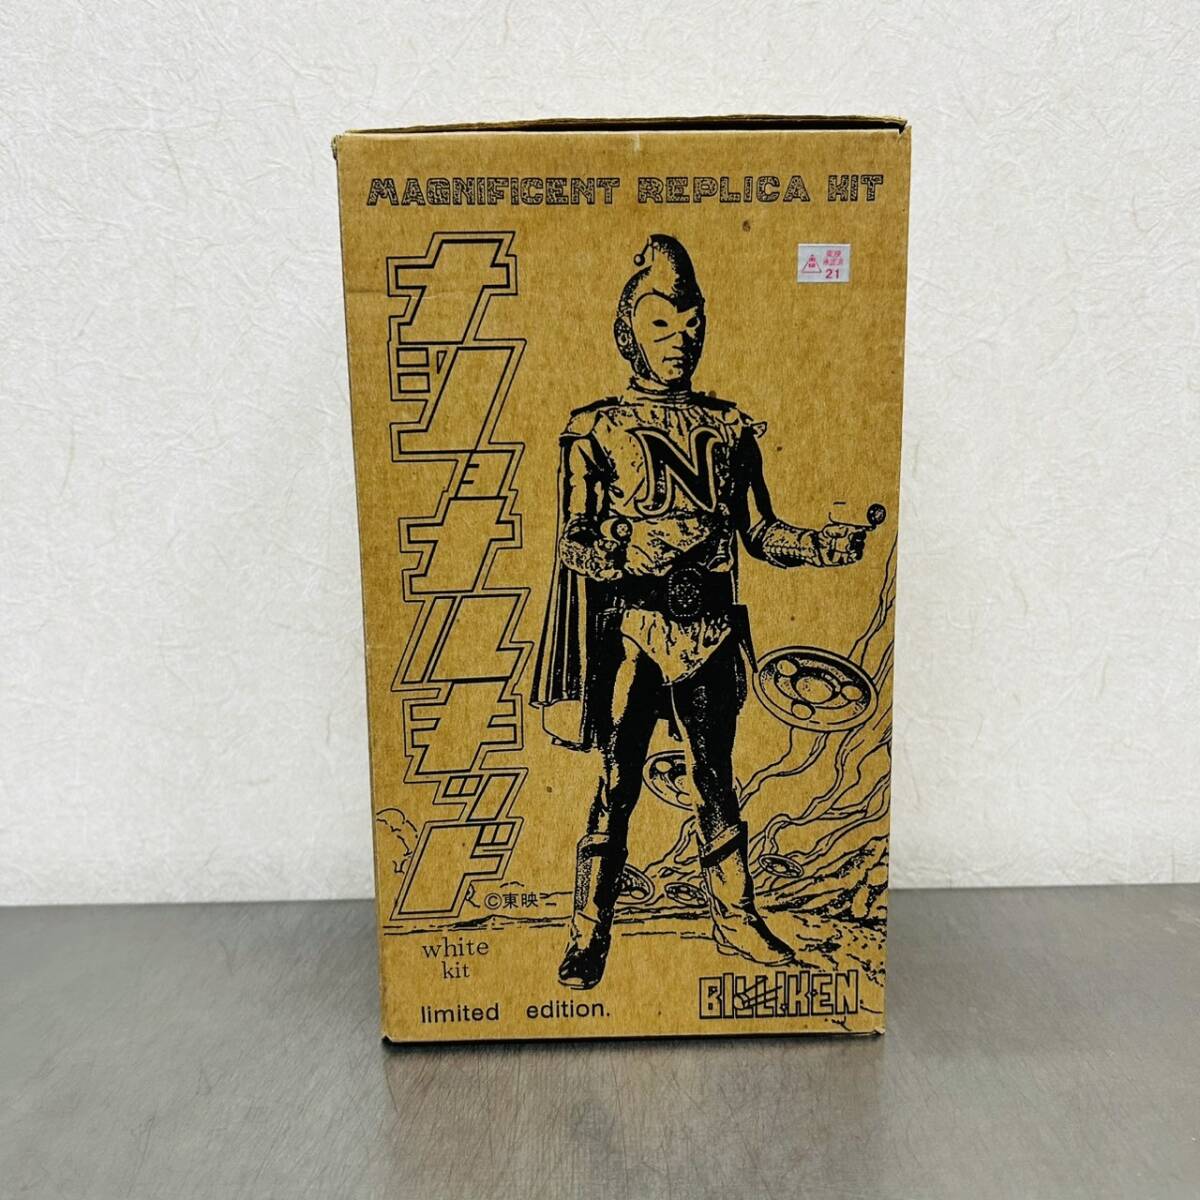 MAGNIFICENT REPLICA KIT
ナショナルキッド
21
N
©東映
white
kit
limited edition.
BILLIKEN